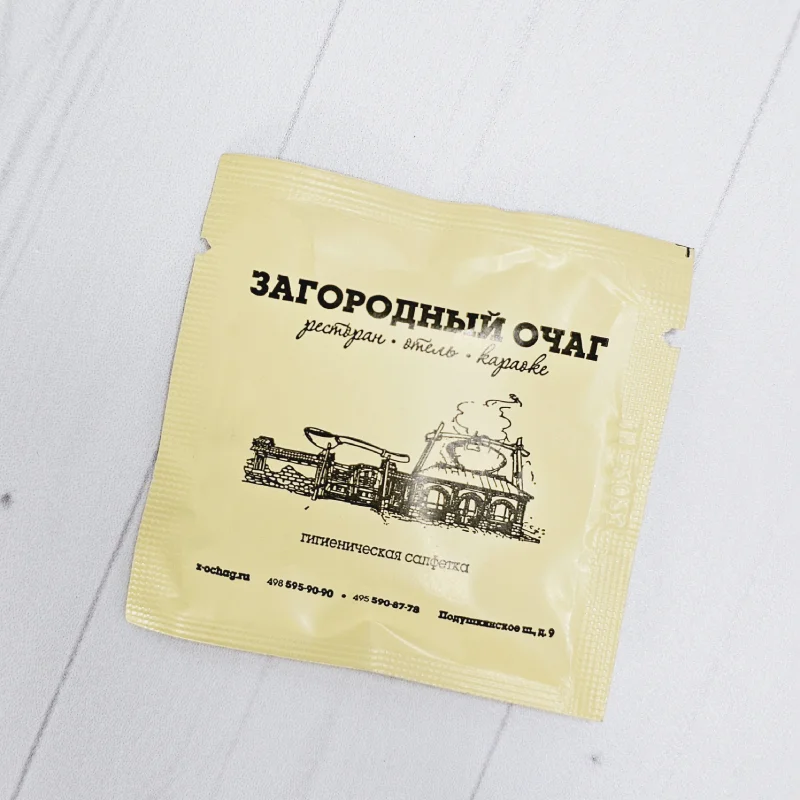 ЗАГОРОДНЫЙ ОЧАГ
ресторан • отель • караоке
гигиеническая салфетка
z-ochag.ru 498 595-90-90 • 495 590-87-78 Подушкинское ш., д. 9